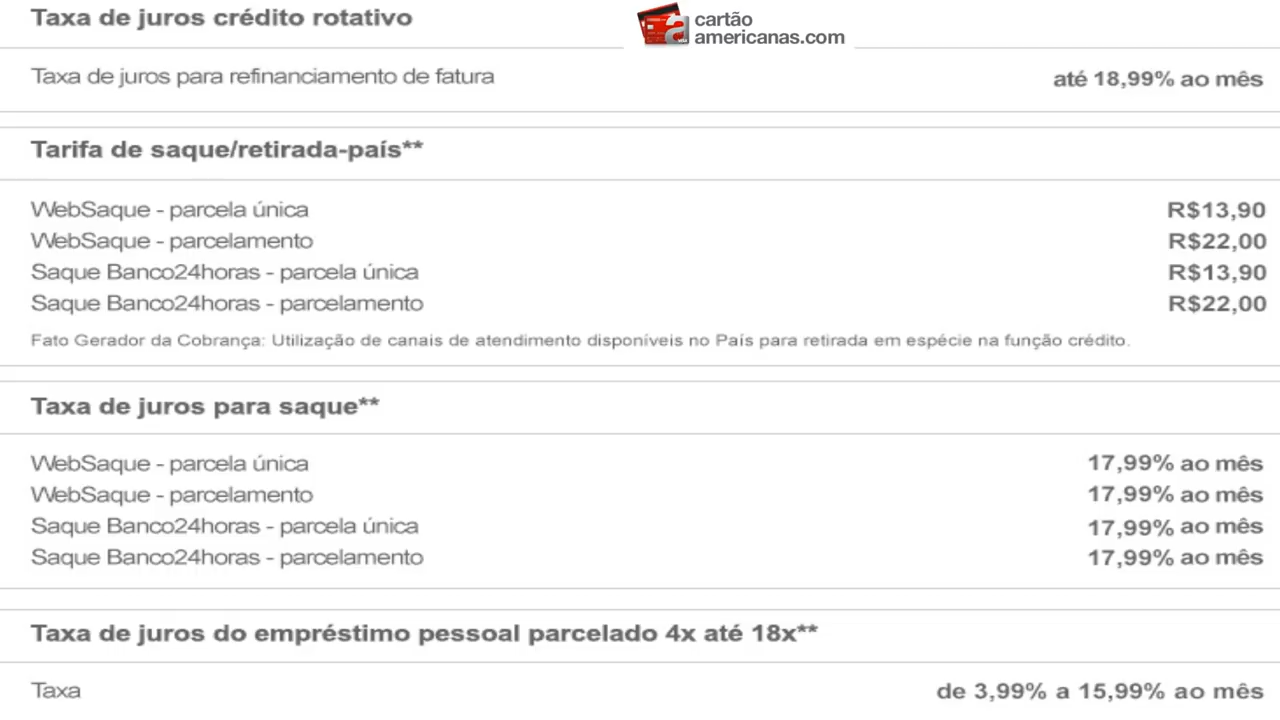 Taxa de juros crédito rotativo
cartão
americanas.com
Taxa de juros para refinanciamento de fatura até 18,99% ao mês
Tarifa de saque/retirada-país**
WebSaque - parcela única R$13,90
WebSaque - parcelamento R$22,00
Saque Banco24horas - parcela única R$13,90
Saque Banco24horas - parcelamento R$22,00
Fato Gerador da Cobrança: Utilização de canais de atendimento disponíveis no País para retirada em espécie na função crédito.
Taxa de juros para saque**
WebSaque - parcela única 17,99% ao mês
WebSaque - parcelamento 17,99% ao mês
Saque Banco24horas - parcela única 17,99% ao mês
Saque Banco24horas - parcelamento 17,99% ao mês
Taxa de juros do empréstimo pessoal parcelado 4x até 18x**
Taxa de 3,99% a 15,99% ao mês